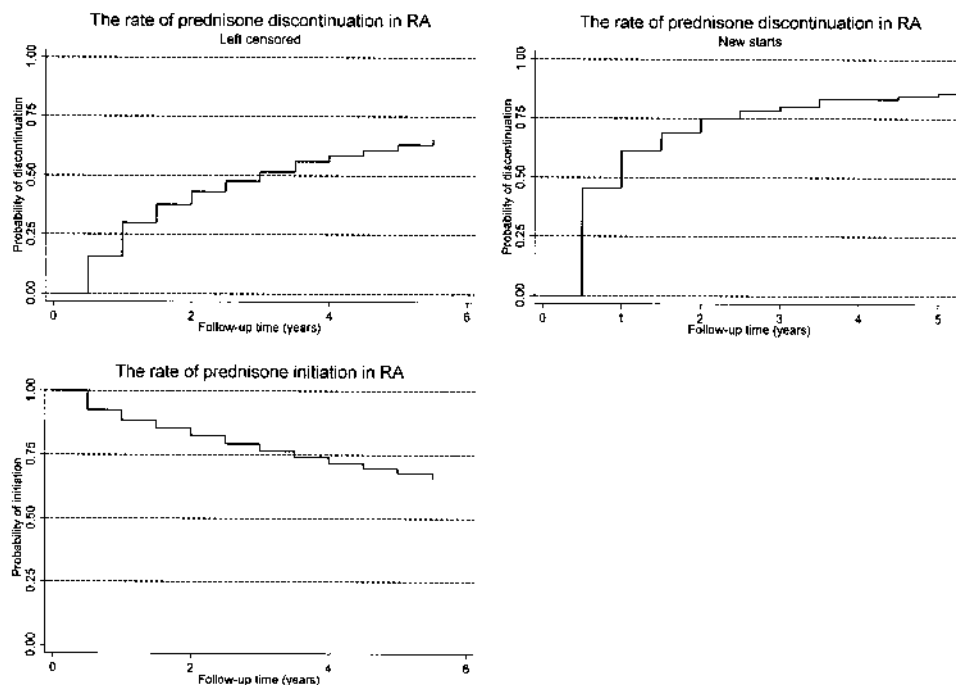 The rate of prednisone discontinuation in RA
Left censored
Probability of discontinuation
1.00
0.75
0.50
0.25
0.00
0 2 4 6
Follow-up time (years)
The rate of prednisone discontinuation in RA
New starts
Probability of discontinuation
1.00
0.75
0.50
0.25
0.00
0 1 2 3 4 5
Follow-up time (years)
The rate of prednisone initiation in RA
Probability of initiation
1.00
0.75
0.50
0.25
0.00
0 2 4 6
Follow-up time (years)